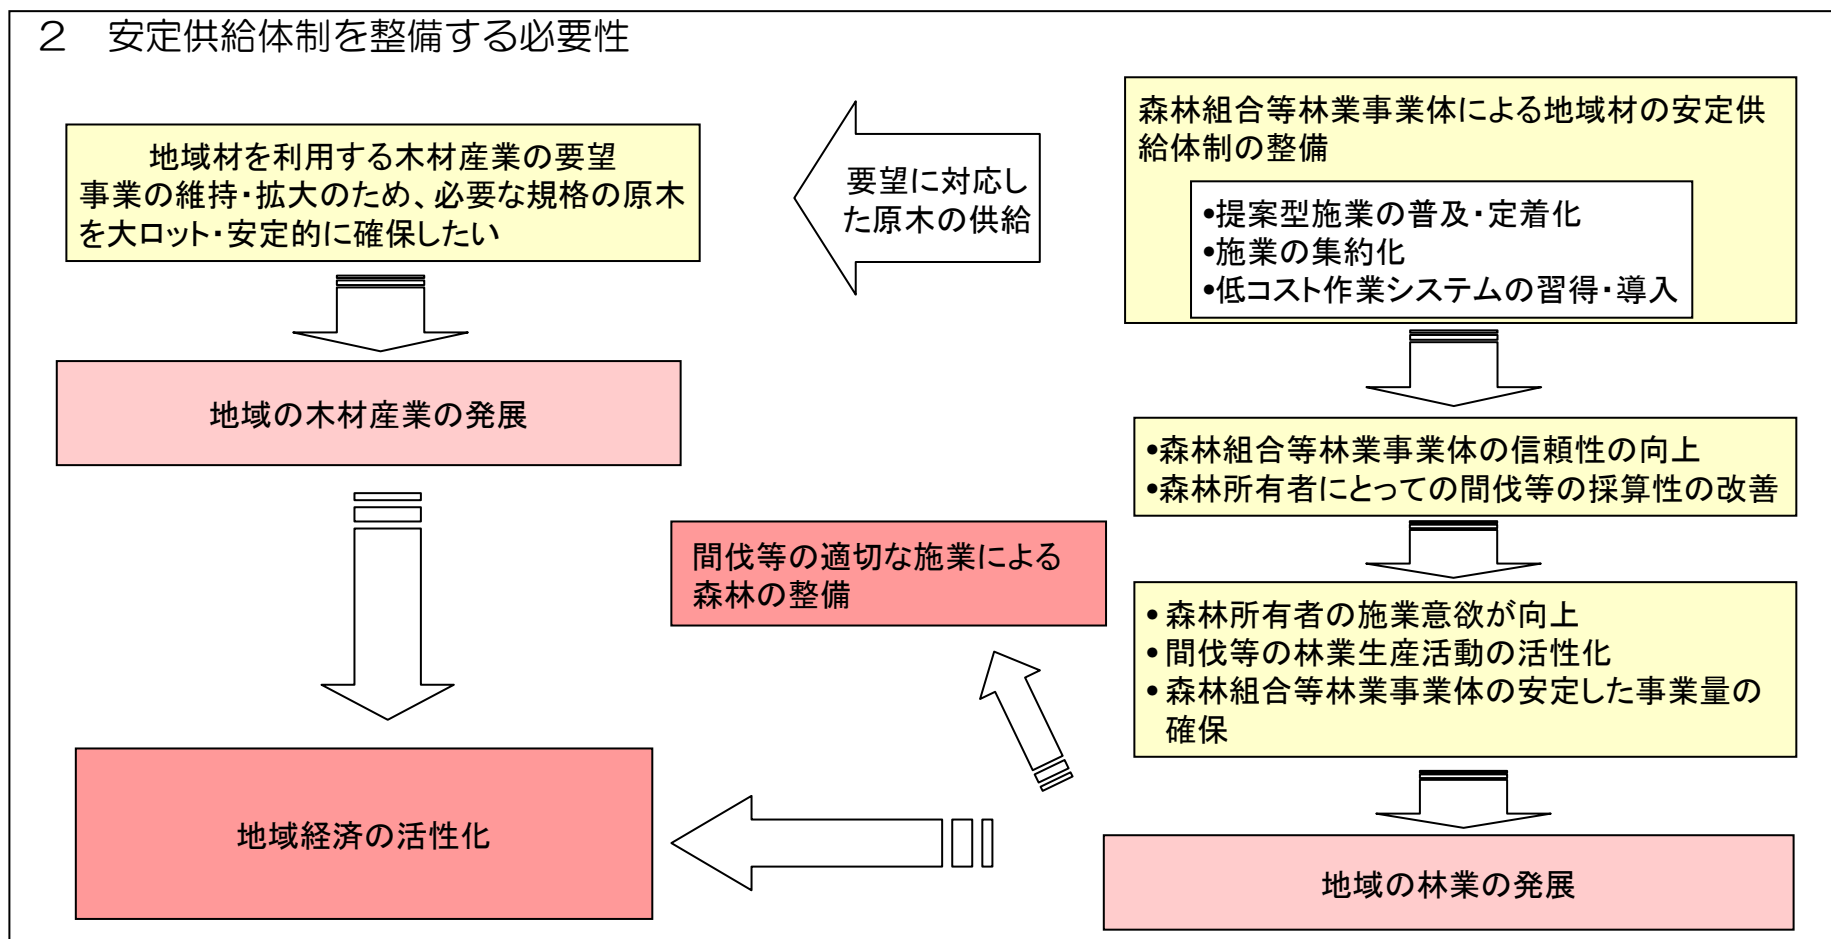 ２　安定供給体制を整備する必要性
地域材を利用する木材産業の要望
事業の維持・拡大のため、必要な規格の原木
を大ロット・安定的に確保したい
要望に対応し
た原木の供給
森林組合等林業事業体による地域材の安定供
給体制の整備
•提案型施業の普及・定着化
•施業の集約化
•低コスト作業システムの習得・導入
地域の木材産業の発展
•森林組合等林業事業体の信頼性の向上
•森林所有者にとっての間伐等の採算性の改善
間伐等の適切な施業による
森林の整備
•森林所有者の施業意欲が向上
•間伐等の林業生産活動の活性化
•森林組合等林業事業体の安定した事業量の
確保
地域経済の活性化
地域の林業の発展